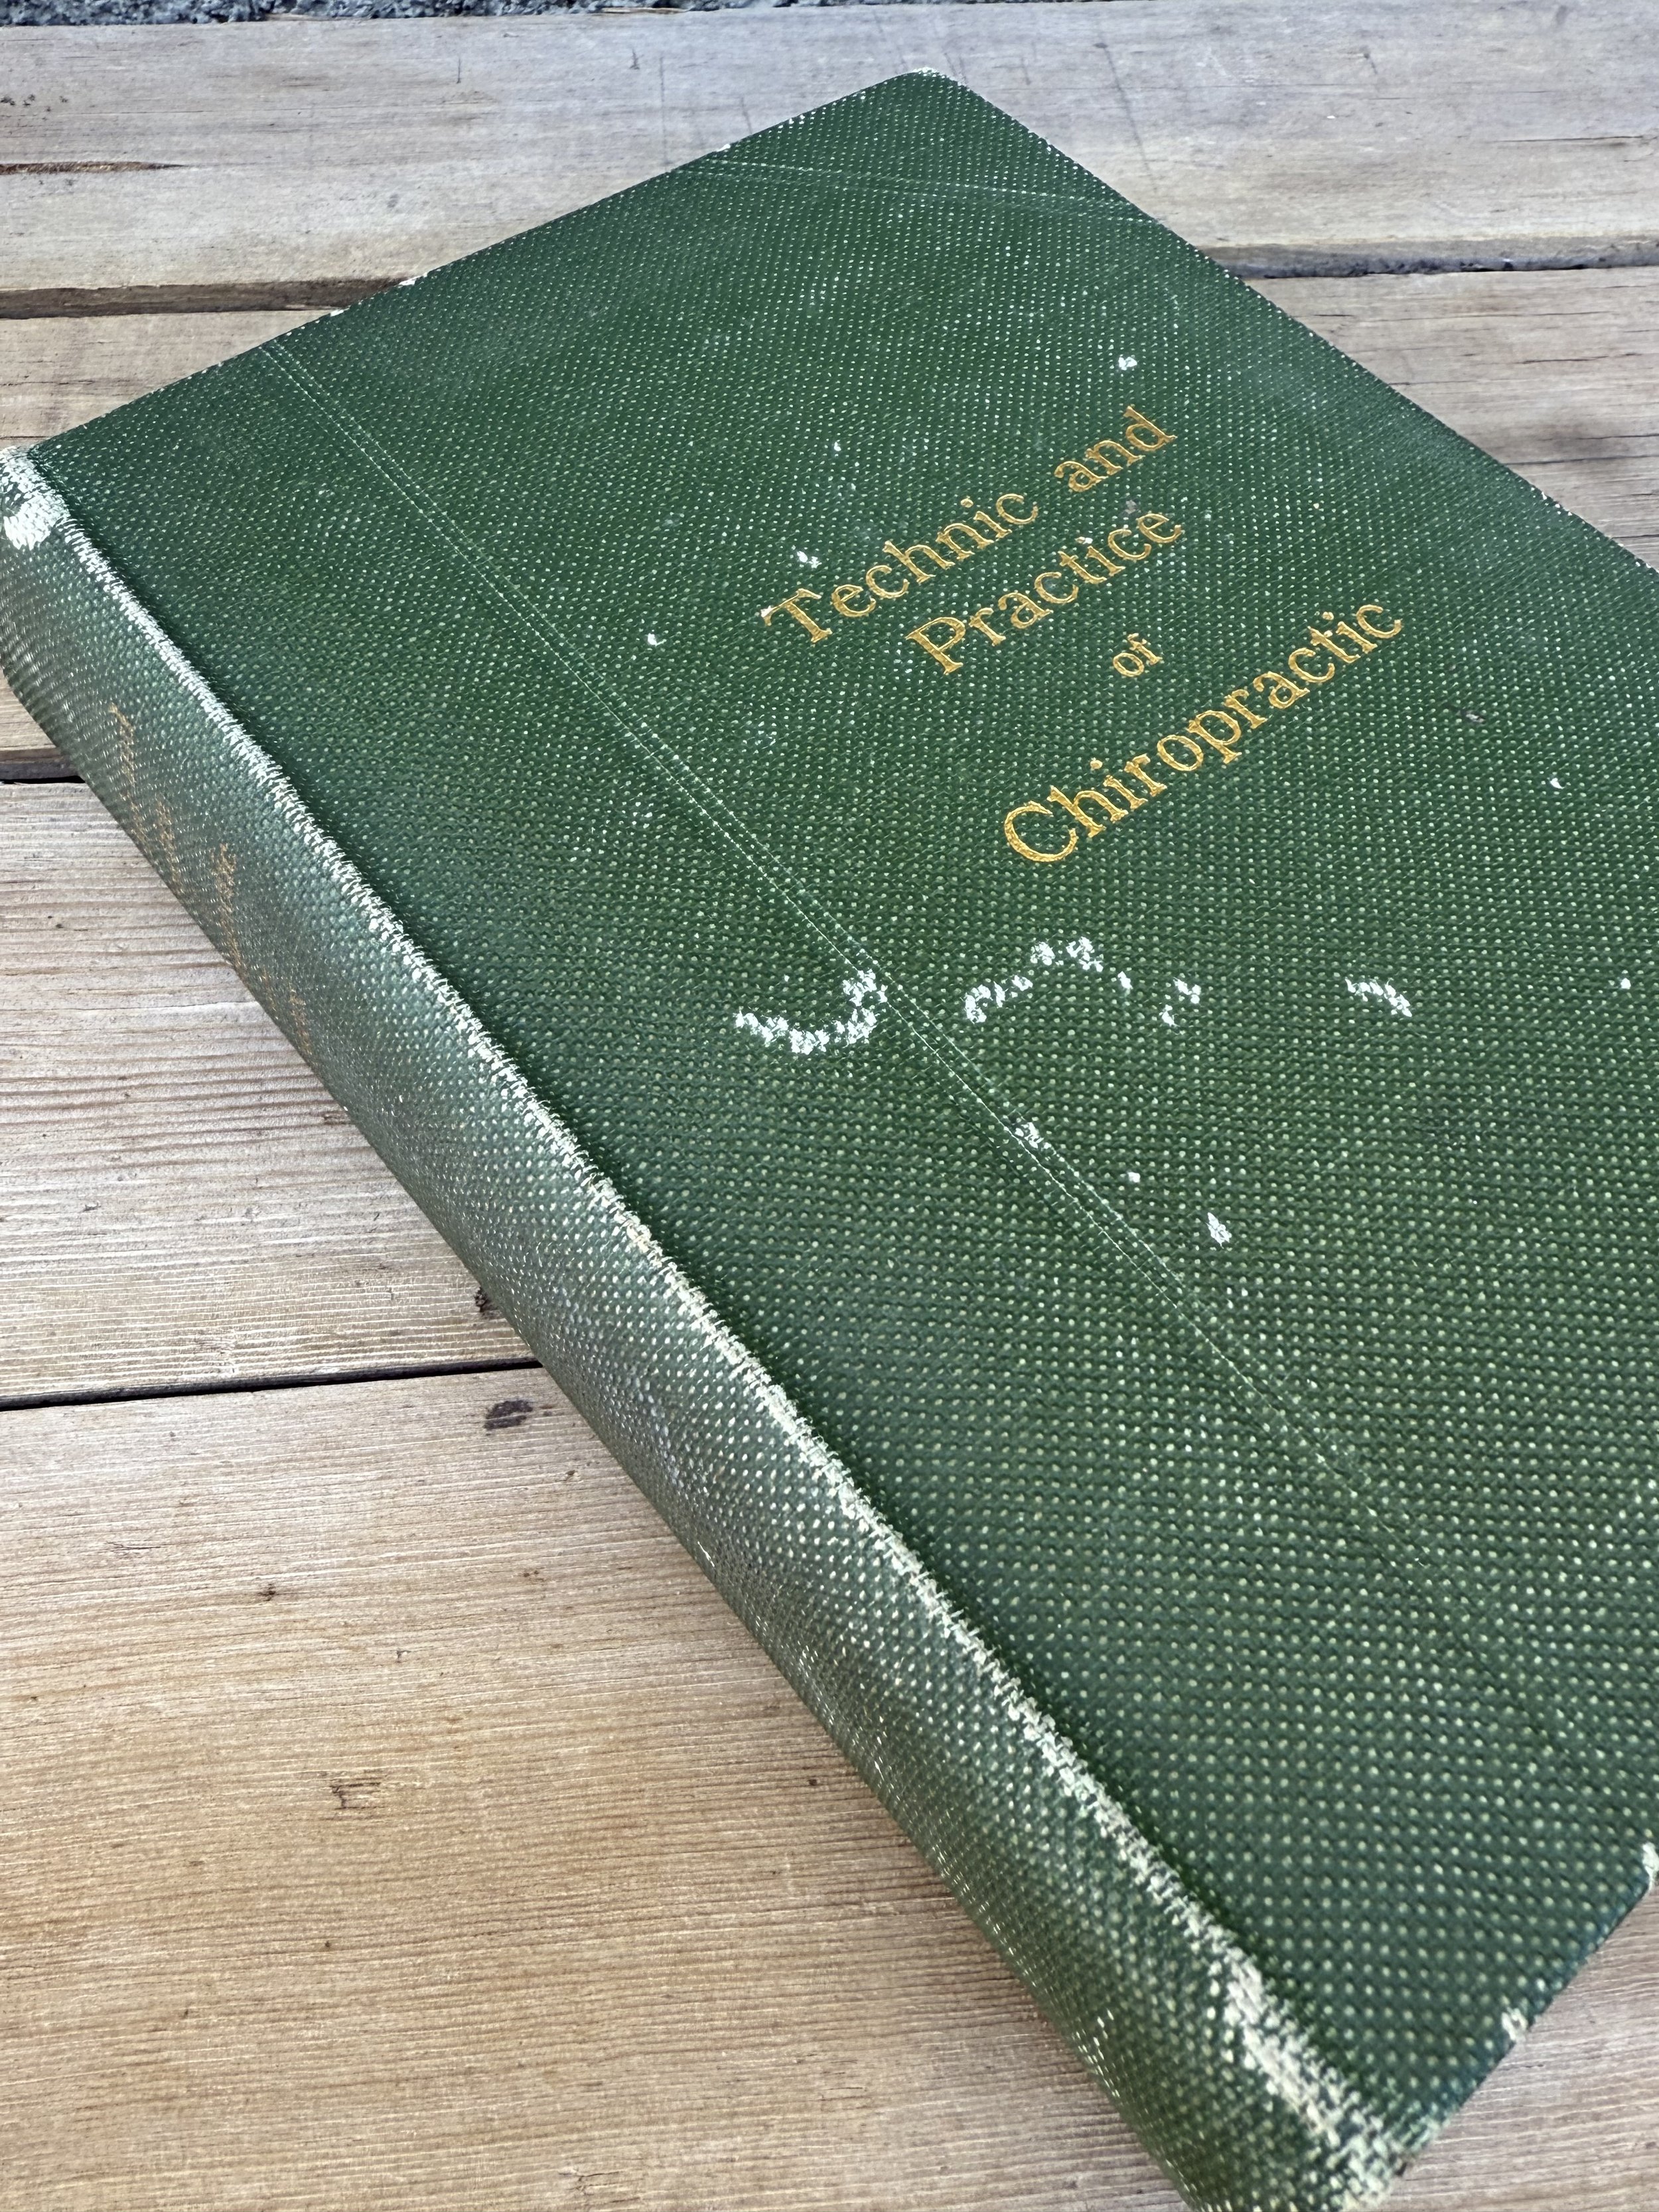 Technic and
Practice
of
Chiropractic